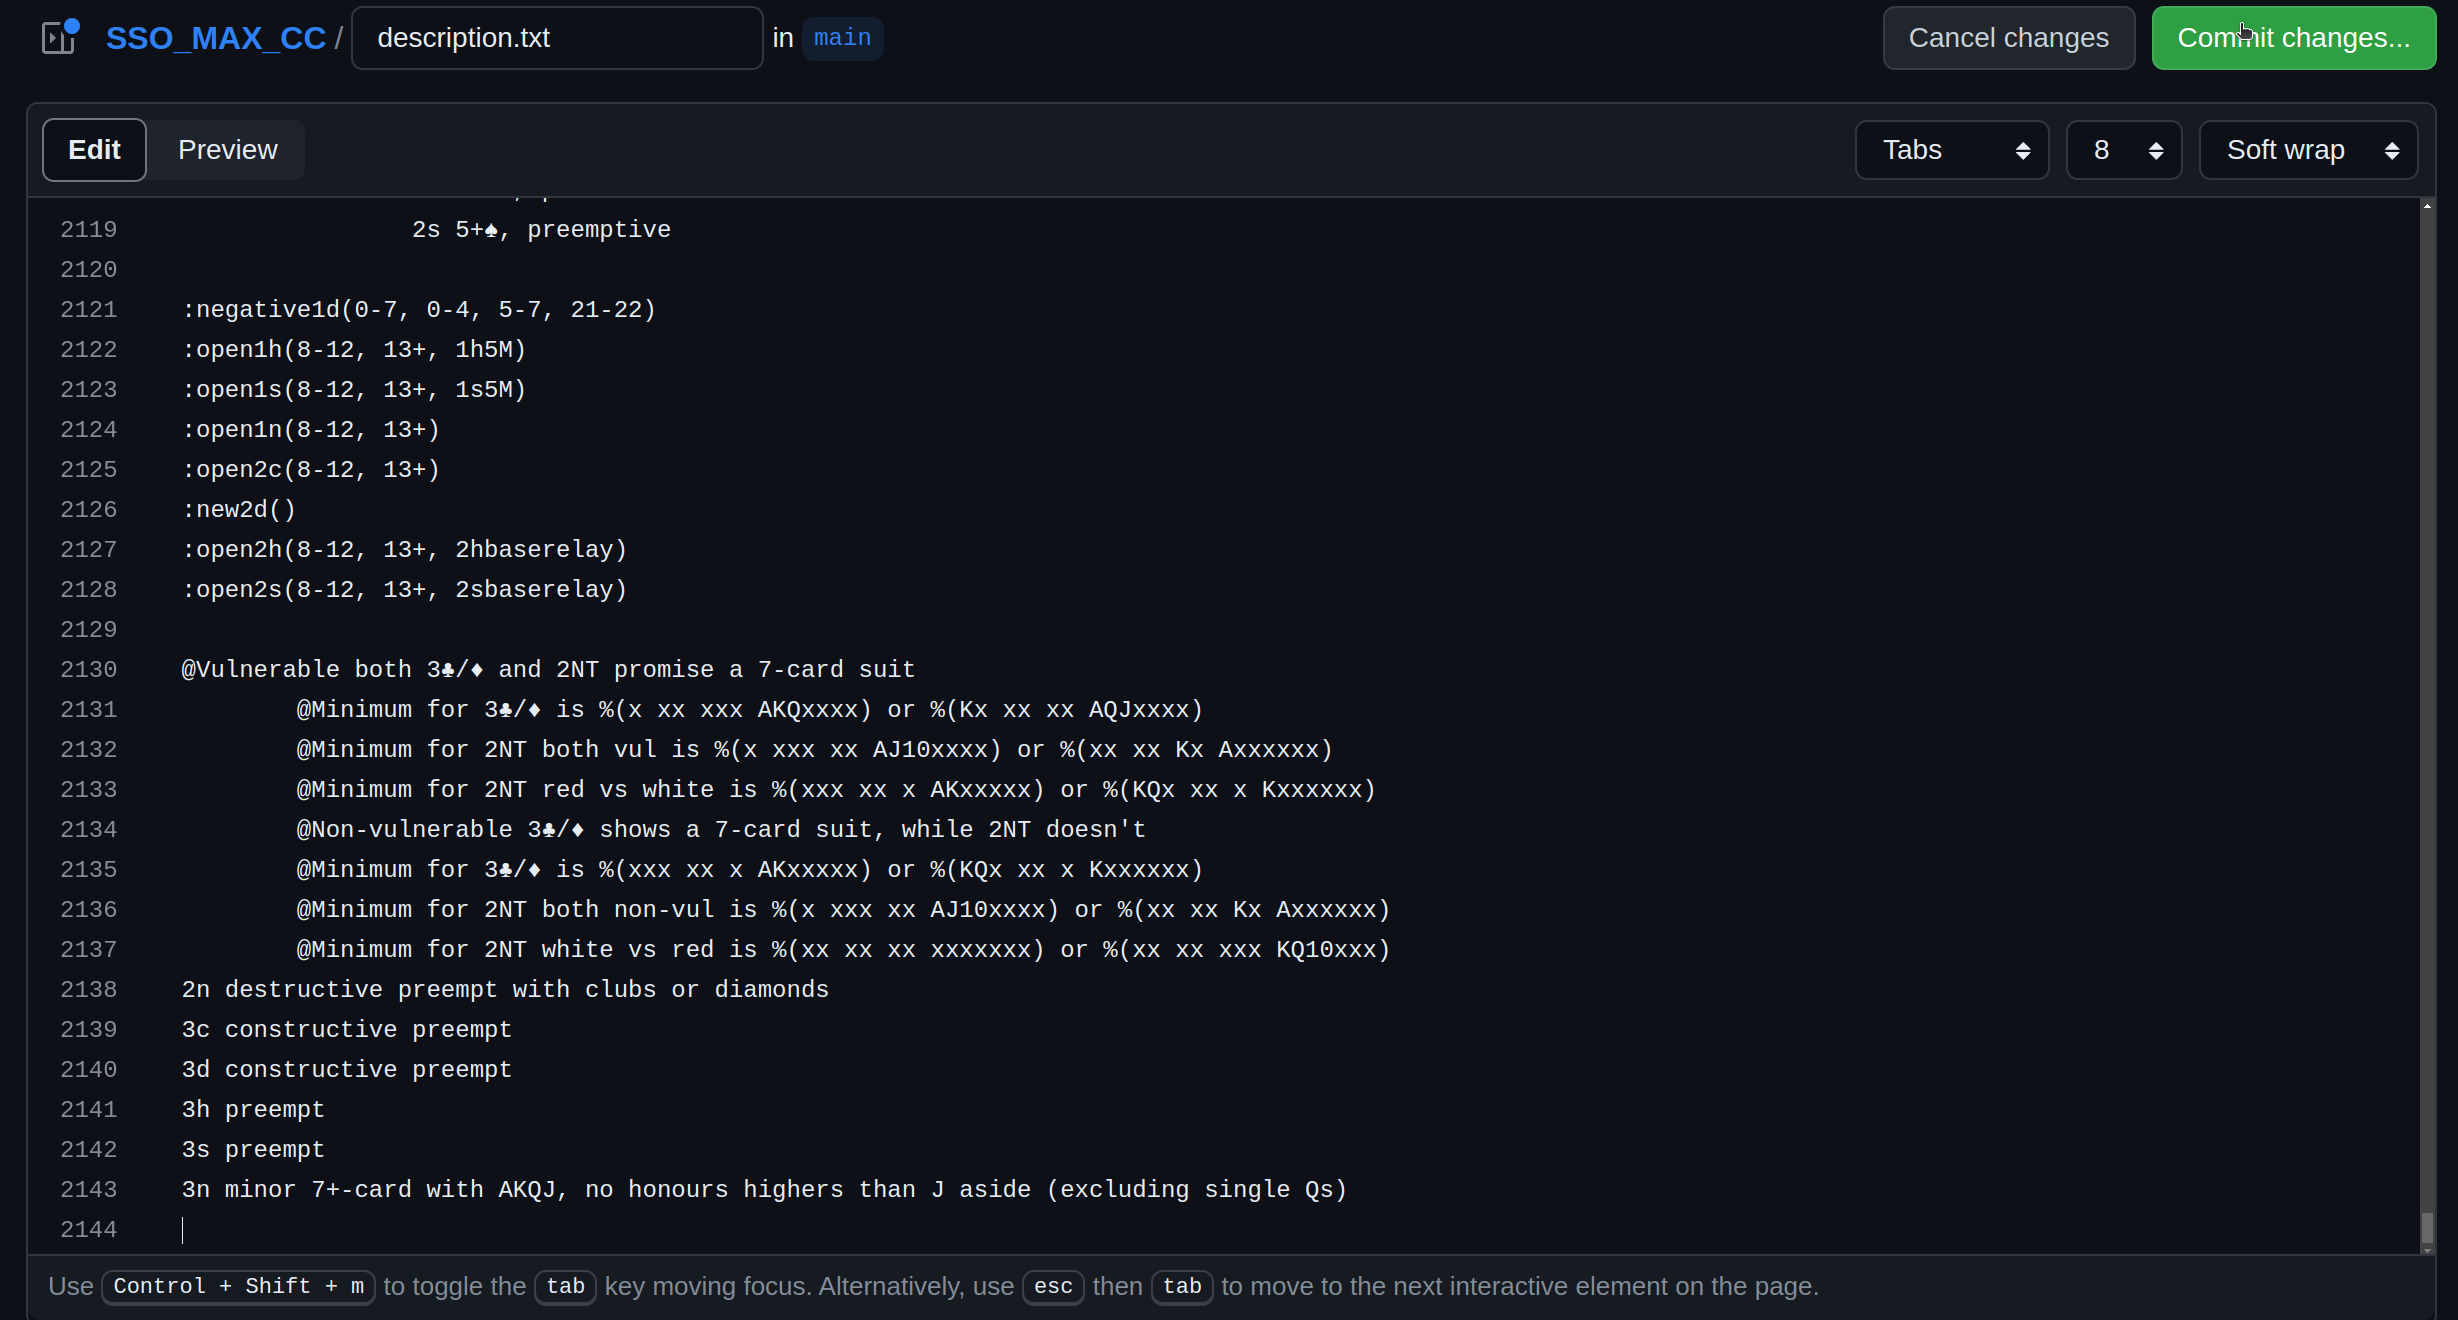 SSO_MAX_CC / description.txt in main Cancel changes Commit changes...
Edit Preview Tabs 8 Soft wrap
2119 2s 5+♠, preemptive
2120
2121 :negative1d(0-7, 0-4, 5-7, 21-22)
2122 :open1h(8-12, 13+, 1h5M)
2123 :open1s(8-12, 13+, 1s5M)
2124 :open1n(8-12, 13+)
2125 :open2c(8-12, 13+)
2126 :new2d()
2127 :open2h(8-12, 13+, 2hbaserelay)
2128 :open2s(8-12, 13+, 2sbaserelay)
2129
2130 @Vulnerable both 3♣/♦ and 2NT promise a 7-card suit
2131 @Minimum for 3♣/♦ is %(x xx xxx AKQxxxx) or %(Kx xx xx AQJxxxx)
2132 @Minimum for 2NT both vul is %(x xxx xx AJ10xxxx) or %(xx xx Kx Axxxxxx)
2133 @Minimum for 2NT red vs white is %(xxx xx x AKxxxxx) or %(KQx xx x Kxxxxxx)
2134 @Non-vulnerable 3♣/♦ shows a 7-card suit, while 2NT doesn't
2135 @Minimum for 3♣/♦ is %(xxx xx x AKxxxxx) or %(KQx xx x Kxxxxxx)
2136 @Minimum for 2NT both non-vul is %(x xxx xx AJ10xxxx) or %(xx xx Kx Axxxxxx)
2137 @Minimum for 2NT white vs red is %(xx xx xx xxxxxxx) or %(xx xx xxx KQ10xxx)
2138 2n destructive preempt with clubs or diamonds
2139 3c constructive preempt
2140 3d constructive preempt
2141 3h preempt
2142 3s preempt
2143 3n minor 7+-card with AKQJ, no honours highers than J aside (excluding single Qs)
2144
Use Control + Shift + m to toggle the tab key moving focus. Alternatively, use esc then tab to move to the next interactive element on the page.